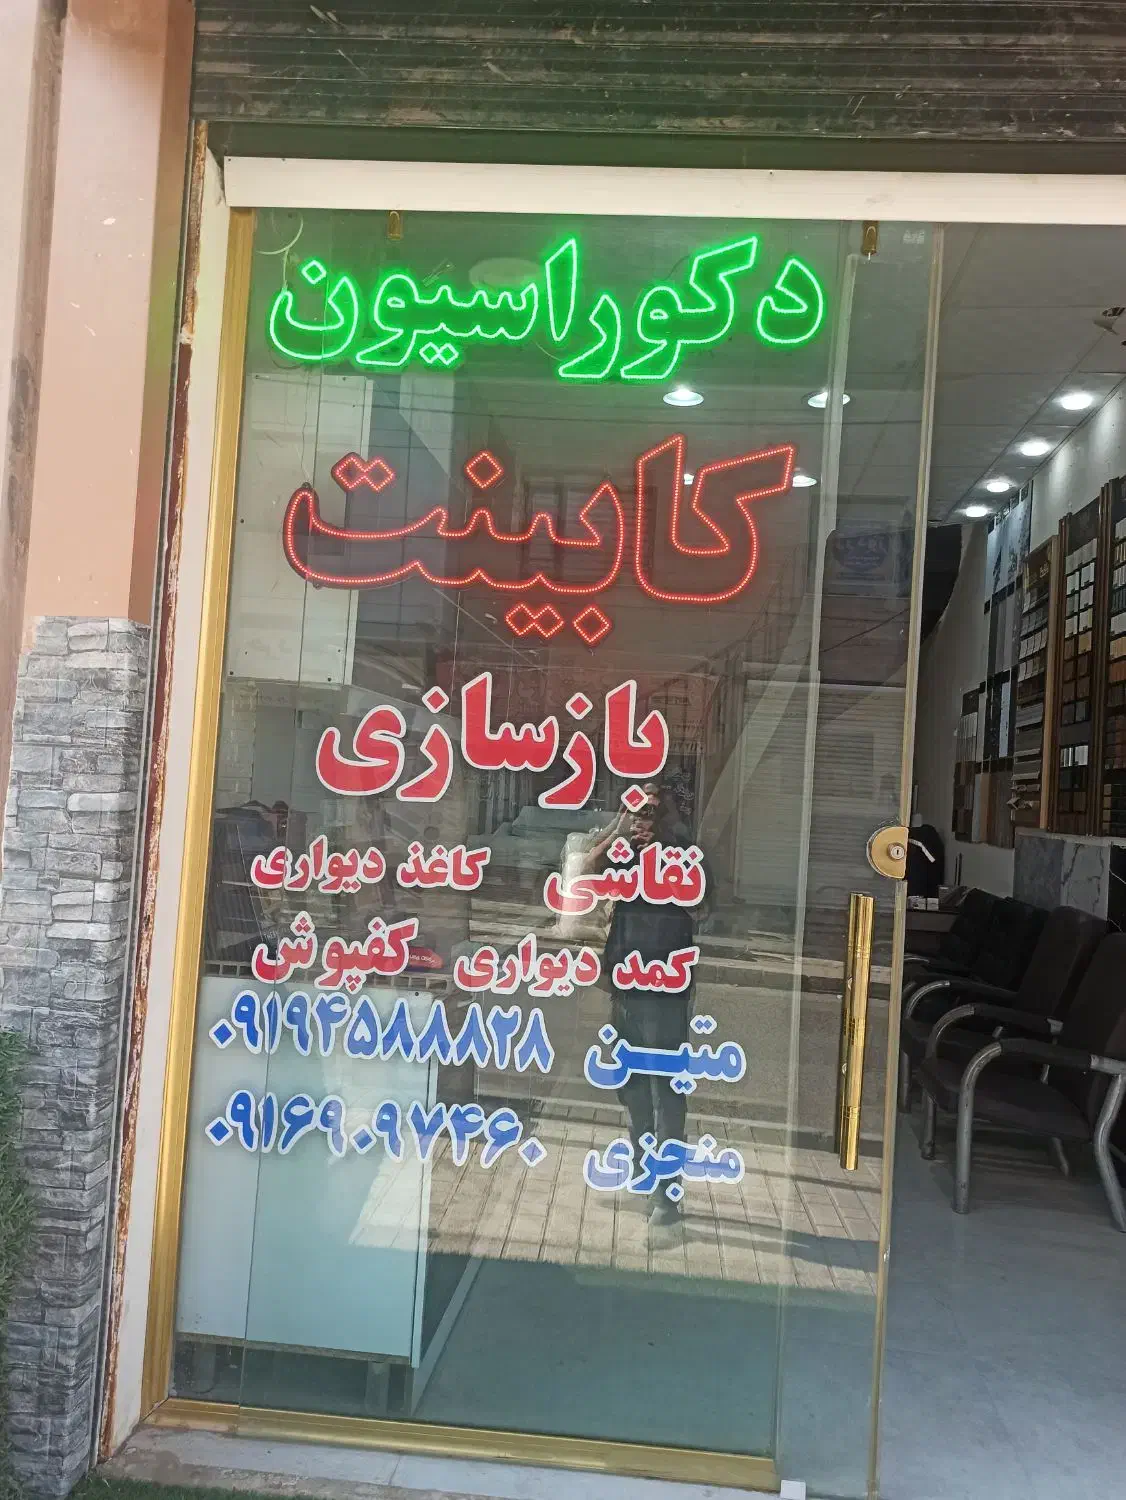 دکوراسیون
کابینت
بازسازی
نقاشی کاغذ دیواری
کمد دیواری کفپوش
متین ۰۹۱۹۴۵۸۸۸۲۸
منجزی ۰۹۱۶۹۰۹۷۴۶۰